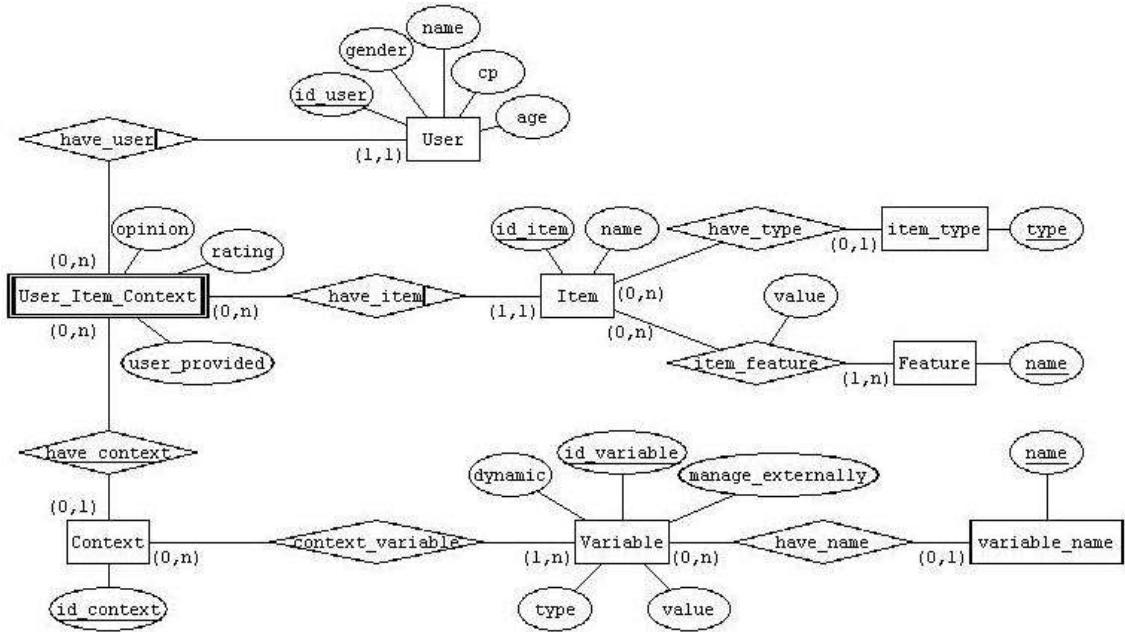 name
gender
cp
id_user
age
have_user
User
(1,1)
opinion
id_item
name
have_type
item_type
type
(0,n)
rating
(0,1)
User_Item_Context
(0,n)
have_item
(1,1)
Item
(0,n)
value
(0,n)
(0,n)
user_provided
item_feature
Feature
name
(1,n)
have_context
id_variable
name
dynamic
manage_externally
(0,1)
Context
(0,n)
context_variable
(1,n)
Variable
(0,n)
have_name
(0,1)
variable_name
id_context
type
value